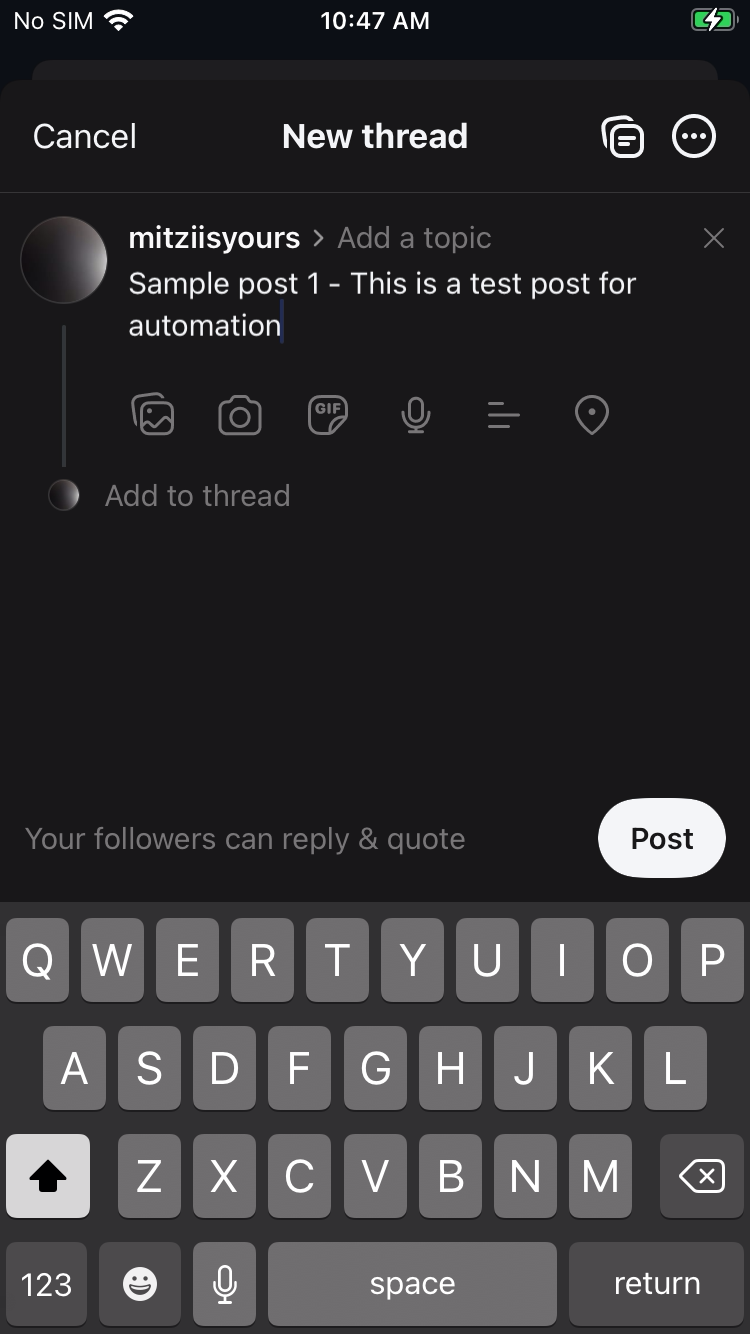 No SIM 10:47 AM
Cancel New thread
mitziisyours > Add a topic
Sample post 1 - This is a test post for
automation
GIF
Add to thread
Your followers can reply & quote Post
Q W E R T Y U I O P
A S D F G H J K L
Z X C V B N M
123 space return